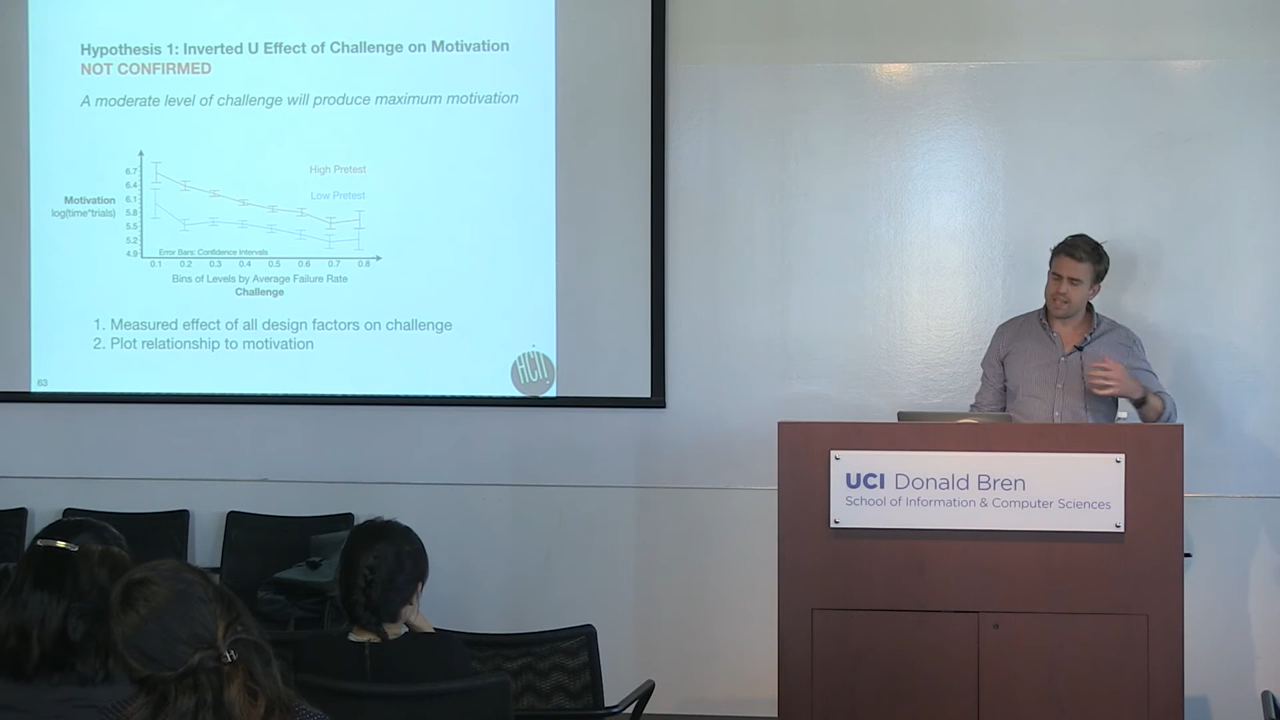 Hypothesis 1: Inverted U Effect of Challenge on Motivation
NOT CONFIRMED
A moderate level of challenge will produce maximum motivation
High Pretest
Low Pretest
Motivation
log(time*trials)
6.7
6.4
6.1
5.8
5.5
5.2
4.9
Error Bars: Confidence Intervals
0.1 0.2 0.3 0.4 0.5 0.6 0.7 0.8
Bins of Levels by Average Failure Rate
Challenge
1. Measured effect of all design factors on challenge
2. Plot relationship to motivation
63
HCII
UCI Donald Bren
School of Information & Computer Sciences